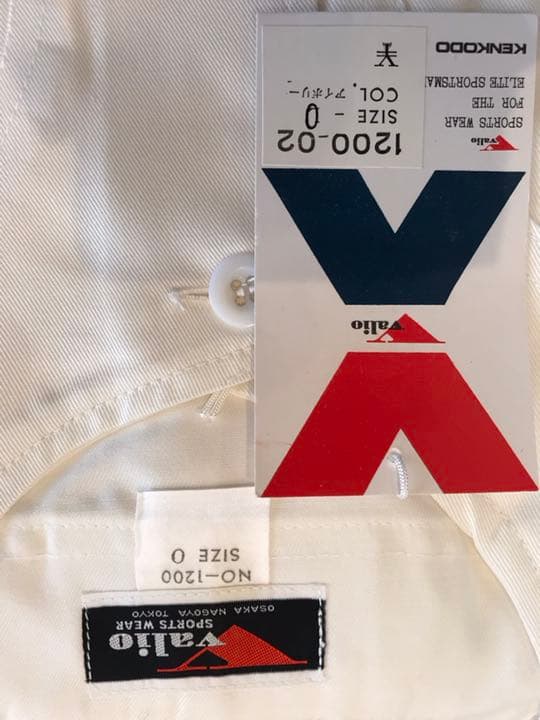 valio
SPORTS WEAR
FOR THE
ELITE SPORTSMA
KENKODO
1200-02
SIZE - 0
COL. アイボリー
¥
valio
valio
SPORTS WEAR
OSAKA NAGOYA TOKYO
NO-1200
SIZE 0